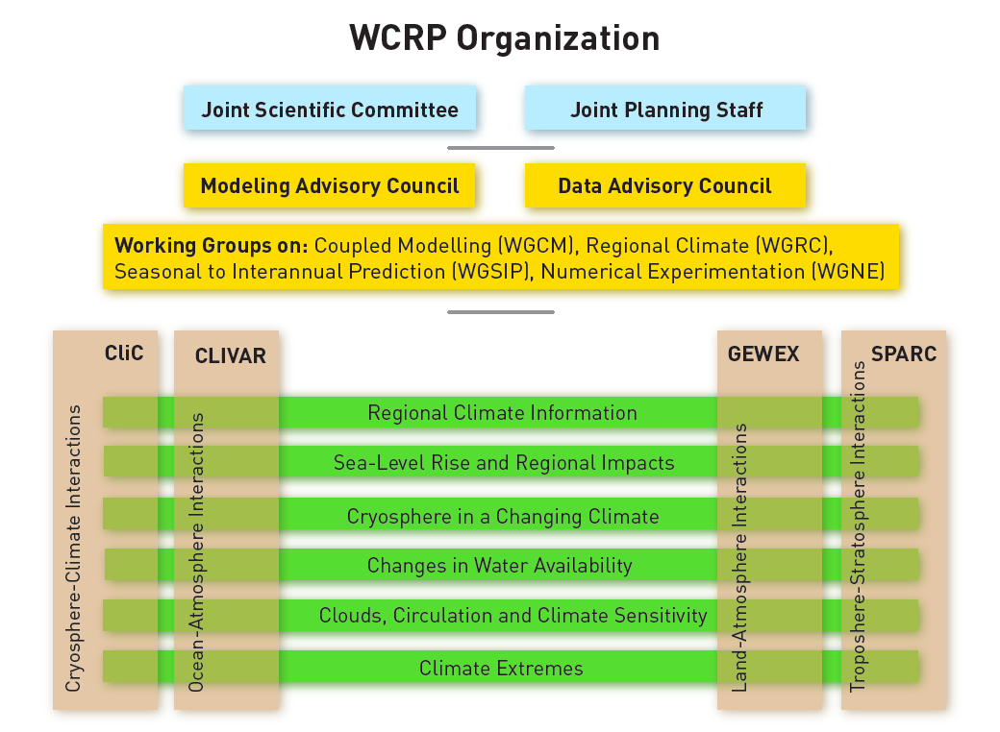 WCRP Organization
Joint Scientific Committee
Joint Planning Staff
Modeling Advisory Council
Data Advisory Council
Working Groups on: Coupled Modelling (WGCM), Regional Climate (WGRC),
Seasonal to Interannual Prediction (WGSIP), Numerical Experimentation (WGNE)
CliC
CLIVAR
GEWEX
SPARC
Cryosphere-Climate Interactions
Ocean-Atmosphere Interactions
Regional Climate Information
Sea-Level Rise and Regional Impacts
Cryosphere in a Changing Climate
Changes in Water Availability
Clouds, Circulation and Climate Sensitivity
Climate Extremes
Land-Atmosphere Interactions
Troposhere-Stratosphere Interactions